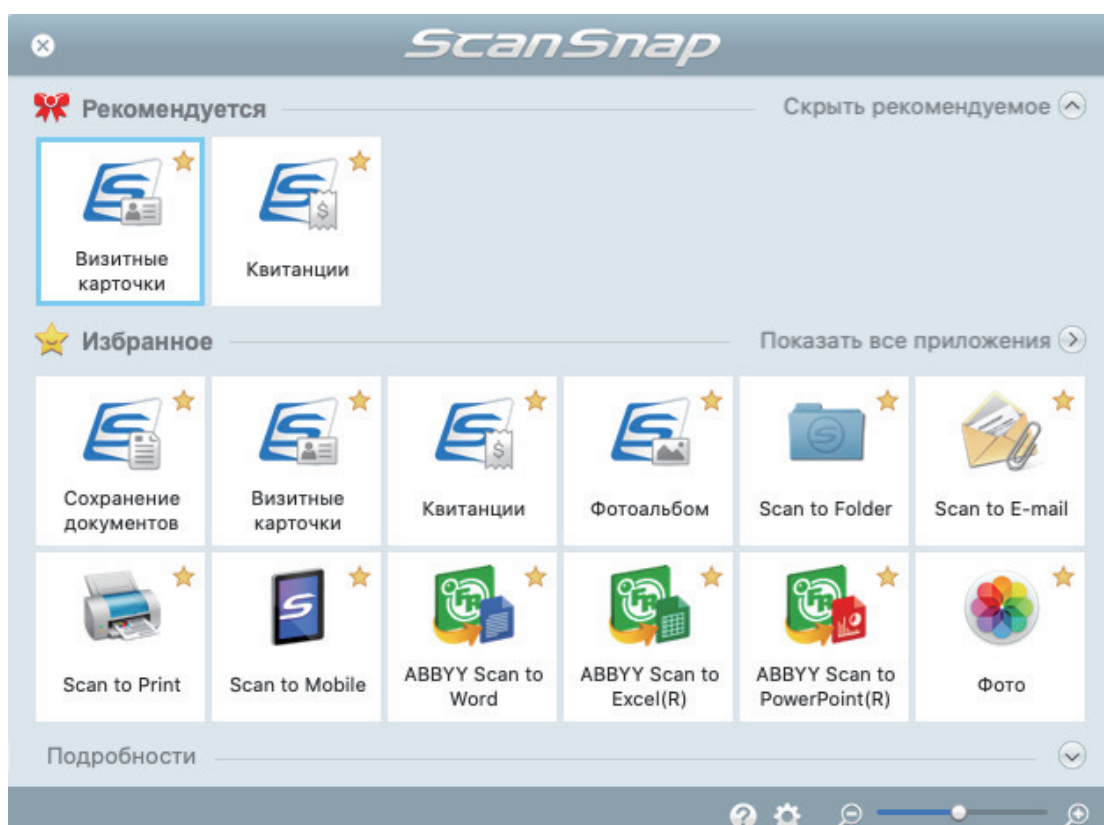 ScanSnap
Рекомендуется
Скрыть рекомендуемое
Визитные
карточки
Квитанции
Избранное
Показать все приложения
Сохранение
документов
Визитные
карточки
Квитанции
Фотоальбом
Scan to Folder
Scan to E-mail
Scan to Print
Scan to Mobile
ABBYY Scan to
Word
ABBYY Scan to
Excel(R)
ABBYY Scan to
PowerPoint(R)
Фото
Подробности